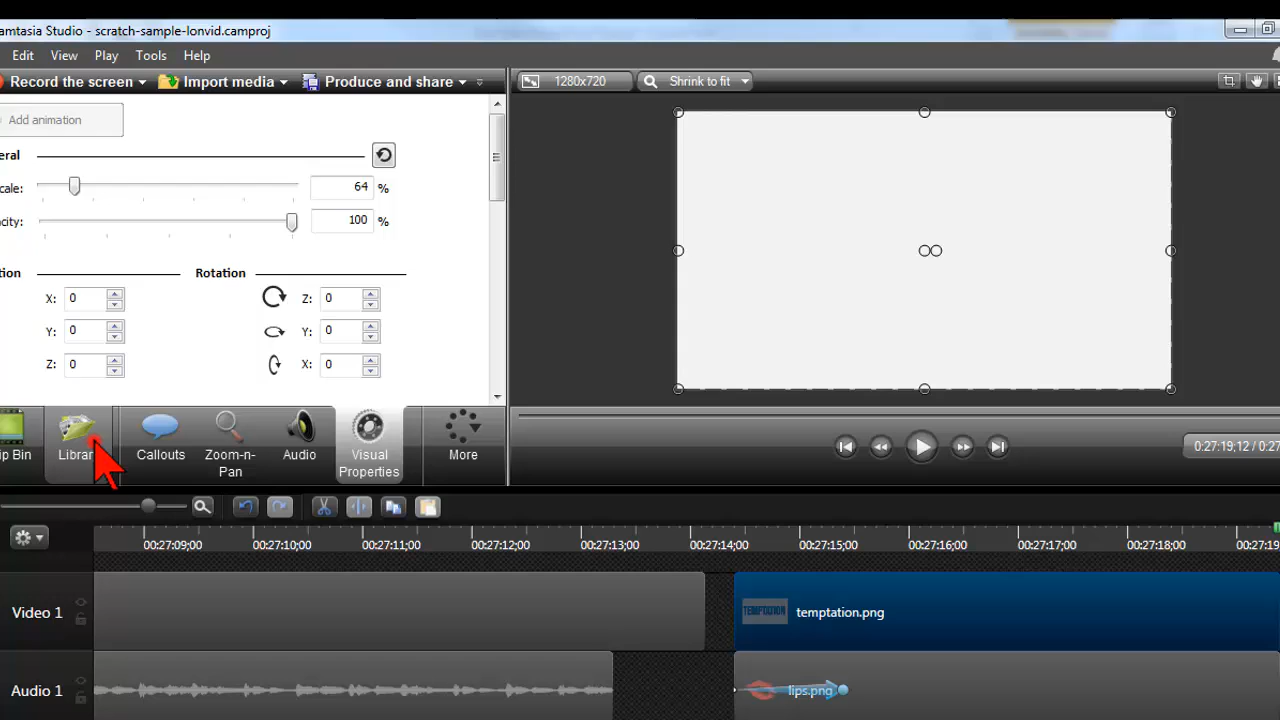 amtasia Studio - scratch-sample-lonvid.camproj
Edit View Play Tools Help
Record the screen Import media Produce and share
1280x720 Shrink to fit
Add animation
eral
cale: 64 %
acity: 100 %
tion Rotation
X: 0 Z: 0
Y: 0 Y: 0
Z: 0 X: 0
ip Bin Librar Callouts Zoom-n-Pan Audio Visual Properties More
0:27:19;12 / 0:27
00:27:09;00 00:27:10;00 00:27:11;00 00:27:12;00 00:27:13;00 00:27:14;00 00:27:15;00 00:27:16;00 00:27:17;00 00:27:18;00 00:27:19
Video 1 TEMPTATION temptation.png
Audio 1 lips.png